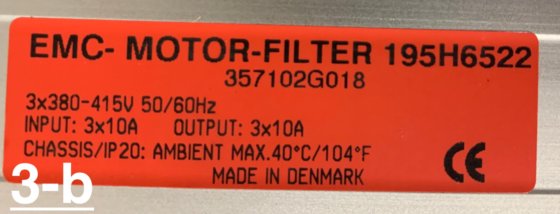 EMC- MOTOR-FILTER 195H6522
357102G018
3x380-415V 50/60Hz
INPUT: 3x10A OUTPUT: 3x10A
CHASSIS/IP20: AMBIENT MAX.40°C/104°F
MADE IN DENMARK
CE
3-b